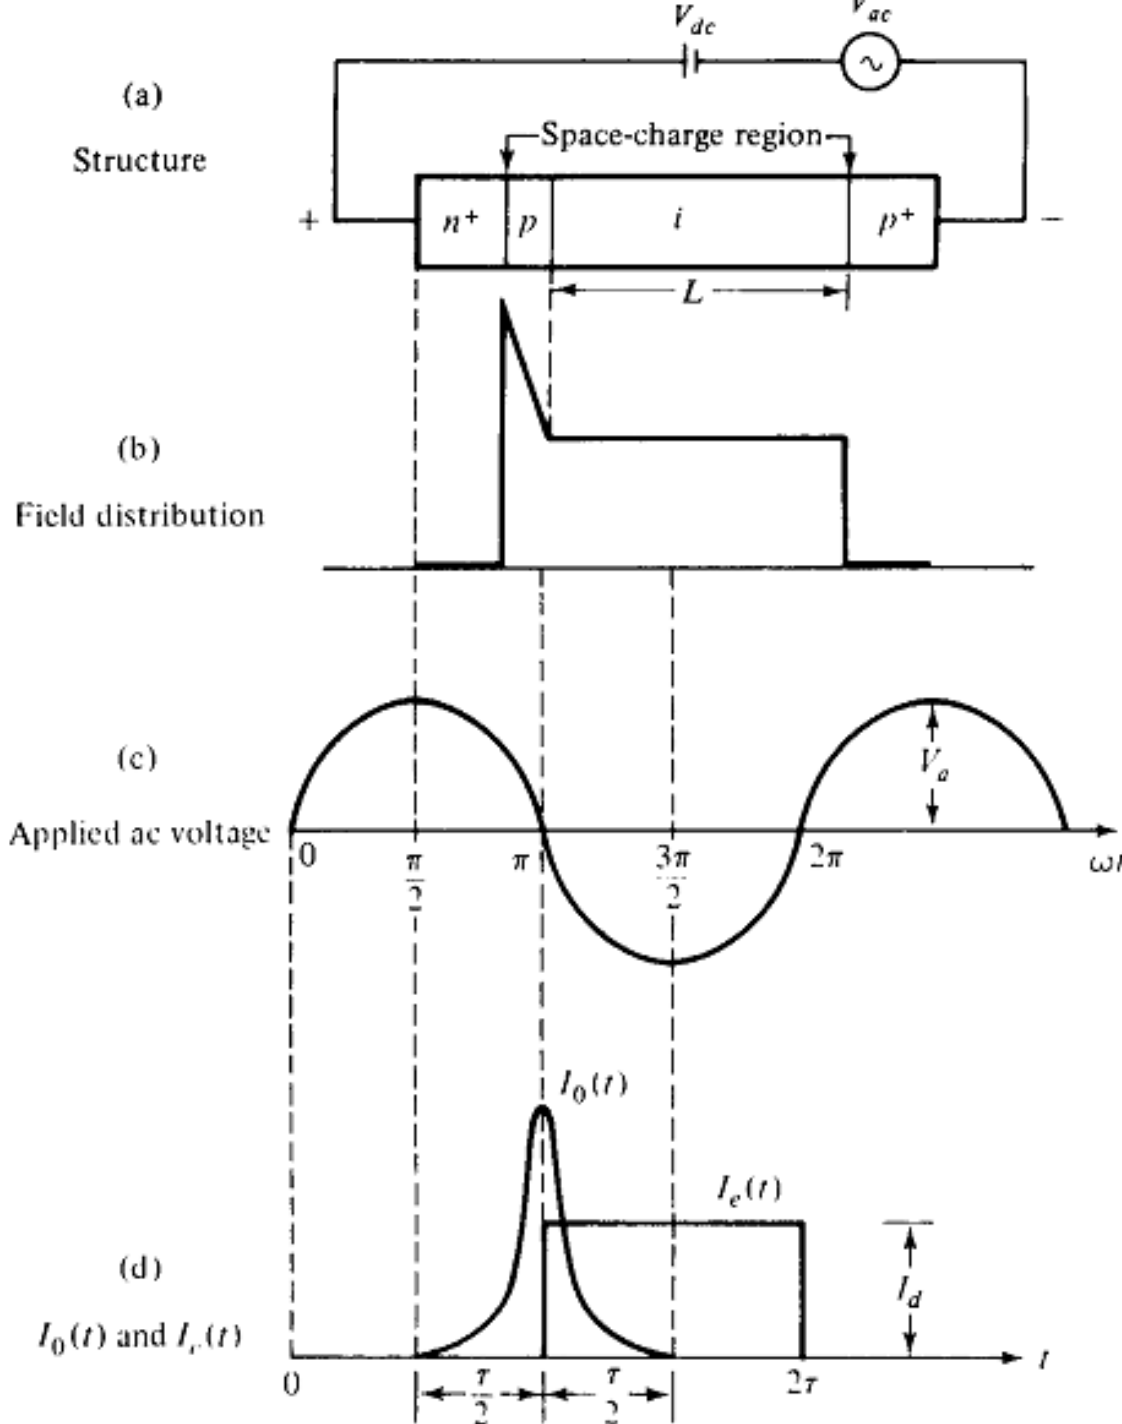 V_dc
V_ac
(a)
Structure
Space-charge region
+
n⁺
p
i
p⁺
−
L
(b)
Field distribution
(c)
Applied ac voltage
V_a
0
π/2
π
3π/2
2π
I₀(t)
I_e(t)
(d)
I_d
I₀(t) and I_e(t)
t
0
τ/2
τ/2
2τ